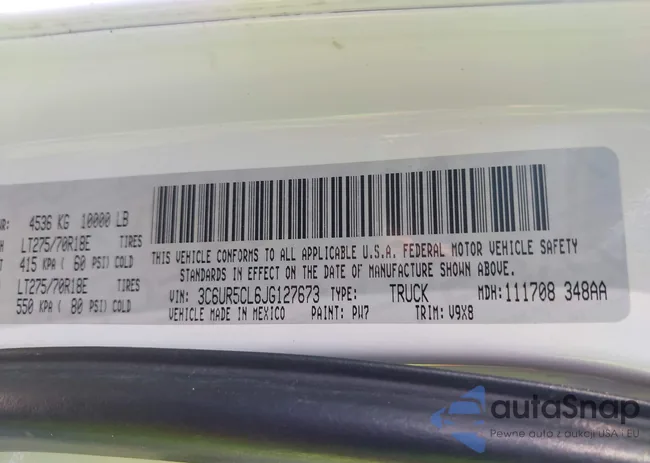 4536 KG 10000 LB
LT275/70R18E TIRES
415 KPA ( 60 PSI) COLD
LT275/70R18E TIRES
550 KPA ( 80 PSI) COLD
THIS VEHICLE CONFORMS TO ALL APPLICABLE U.S.A. FEDERAL MOTOR VEHICLE SAFETY
STANDARDS IN EFFECT ON THE DATE OF MANUFACTURE SHOWN ABOVE.
VIN: 3C6UR5CL6JG127673 TYPE: TRUCK MDH: 111708 348AA
VEHICLE MADE IN MEXICO PAINT: PW7 TRIM: V9X8
autoSnap
Pewne auto z aukcji USA i EU